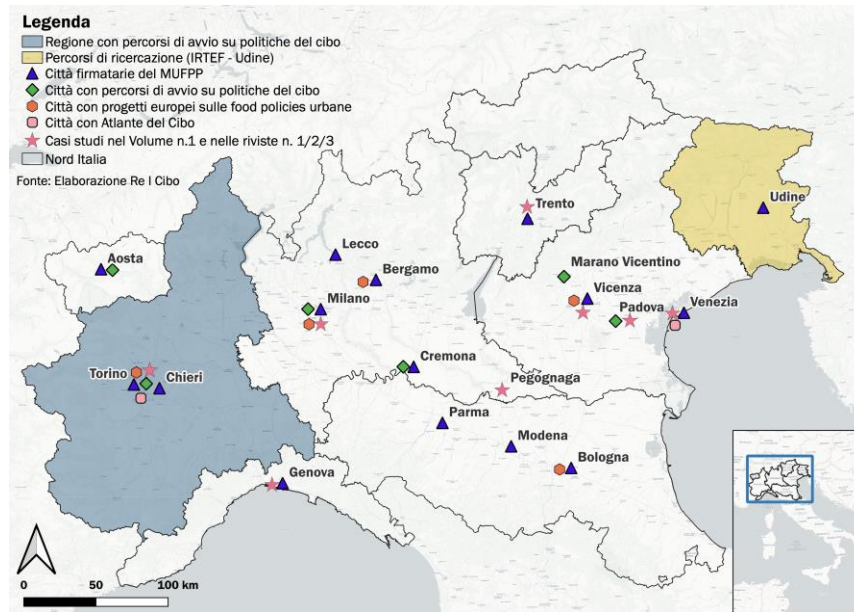 Legenda
Regione con percorsi di avvio su politiche del cibo
Percorsi di ricercazione (IRTEF - Udine)
Città firmatarie del MUFPP
Città con percorsi di avvio su politiche del cibo
Città con progetti europei sulle food policies urbane
Città con Atlante del Cibo
Casi studi nel Volume n.1 e nelle riviste n. 1/2/3
Nord Italia
Fonte: Elaborazione Re I Cibo
Udine
Trento
Lecco
Aosta
Bergamo
Marano Vicentino
Vicenza
Milano
Padova
Venezia
Cremona
Torino
Chieri
Pegognaga
Parma
Modena
Bologna
Genova
0 50 100 km